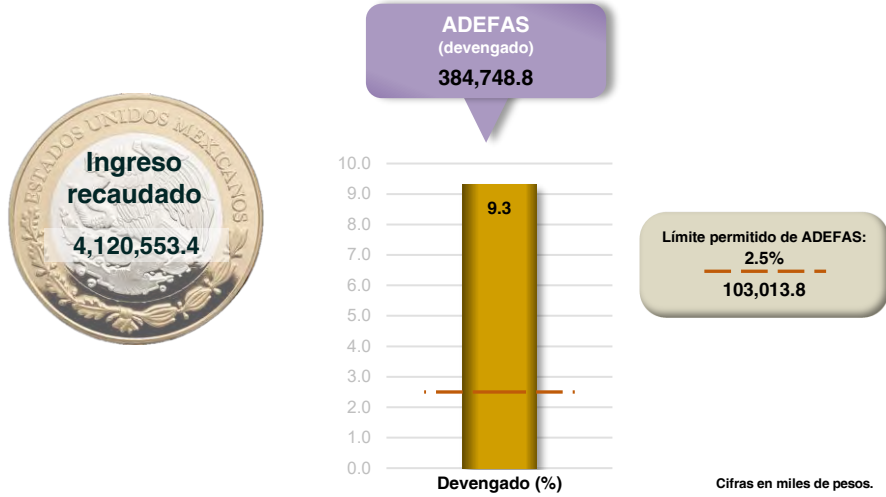 ADEFAS
(devengado)
384,748.8
ESTADOS UNIDOS MEXICANOS
Ingreso
recaudado
4,120,553.4
10.0
9.0
8.0
7.0
6.0
5.0
4.0
3.0
2.0
1.0
0.0
9.3
Devengado (%)
Límite permitido de ADEFAS:
2.5%
103,013.8
Cifras en miles de pesos.